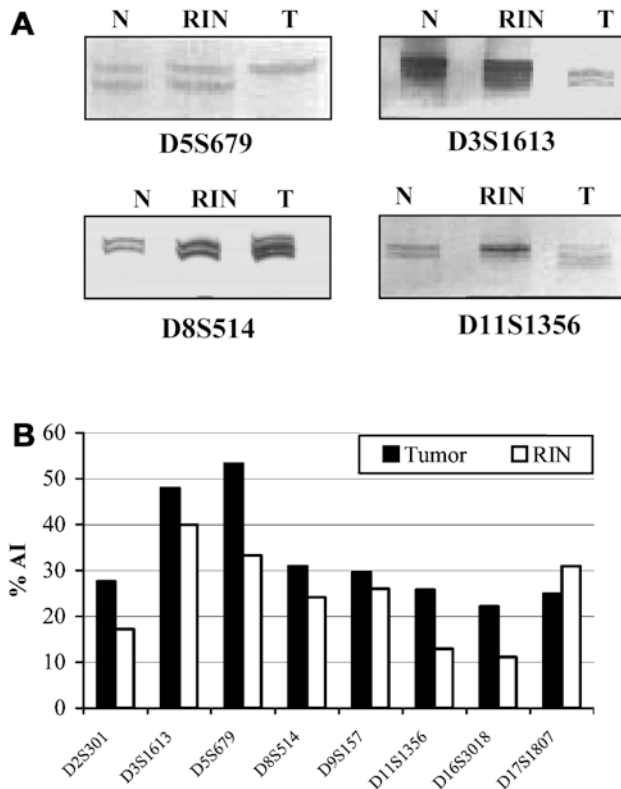 A
N RIN T
D5S679
N RIN T
D3S1613
N RIN T
D8S514
N RIN T
D11S1356
B
60
50
40
30
20
10
0
% AI
Tumor RIN
D2S301
D3S1613
D5S679
D8S514
D9S157
D11S1356
D16S3018
D17S1807